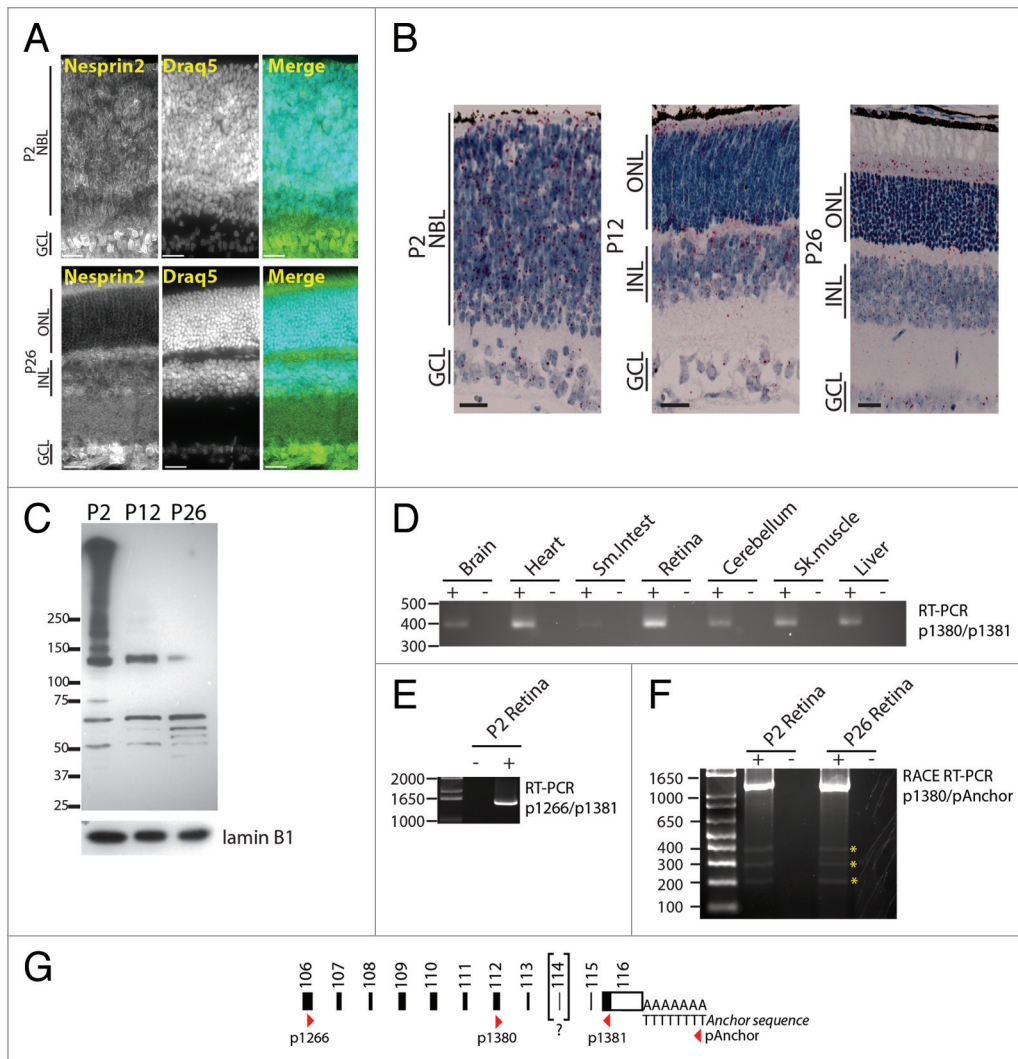 A
Nesprin2 Draq5 Merge
P2
NBL
GCL
Nesprin2 Draq5 Merge
P26
ONL
INL
GCL
B
P2
NBL
GCL
P12
ONL
INL
GCL
P26
ONL
INL
GCL
C
P2 P12 P26
250
150
100
75
50
37
25
lamin B1
D
Brain Heart Sm.Intest Retina Cerebellum Sk.muscle Liver
+ - + - + - + - + - + - + -
500
400
300
RT-PCR
p1380/p1381
E
P2 Retina
- +
2000
1650
1000
RT-PCR
p1266/p1381
F
P2 Retina P26 Retina
+ - + -
1650
1000
650
400 *
300 *
200 *
100
RACE RT-PCR
p1380/pAnchor
G
106 107 108 109 110 111 112 113 [114] 115 116
AAAAAAA
TTTTTTTT Anchor sequence
?
p1266 p1380 p1381 pAnchor